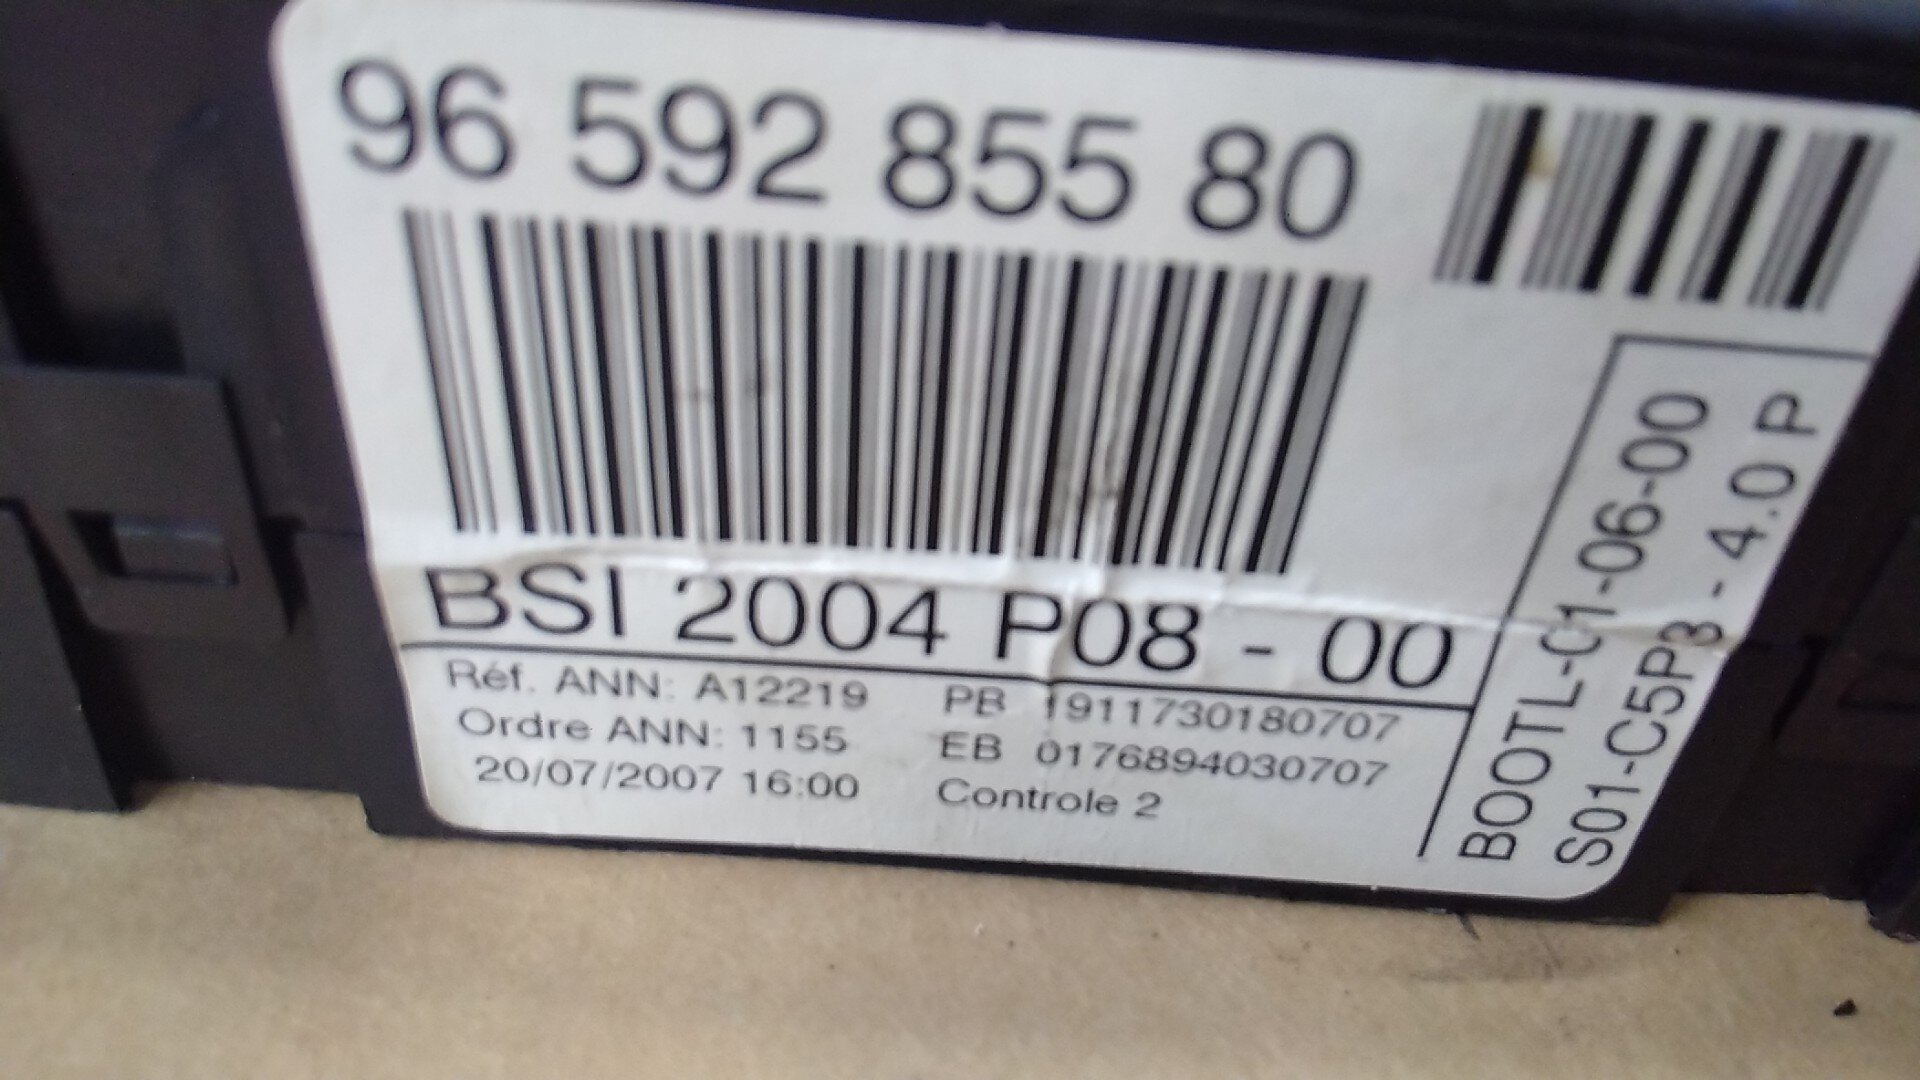 96 592 855 80
BSI 2004 P08 - 00
Réf. ANN: A12219 PB 1911730180707
Ordre ANN: 1155 EB 0176894030707
20/07/2007 16:00 Controle 2
BOOTL-01-06-00
S01-C5P3 - 4.0 P